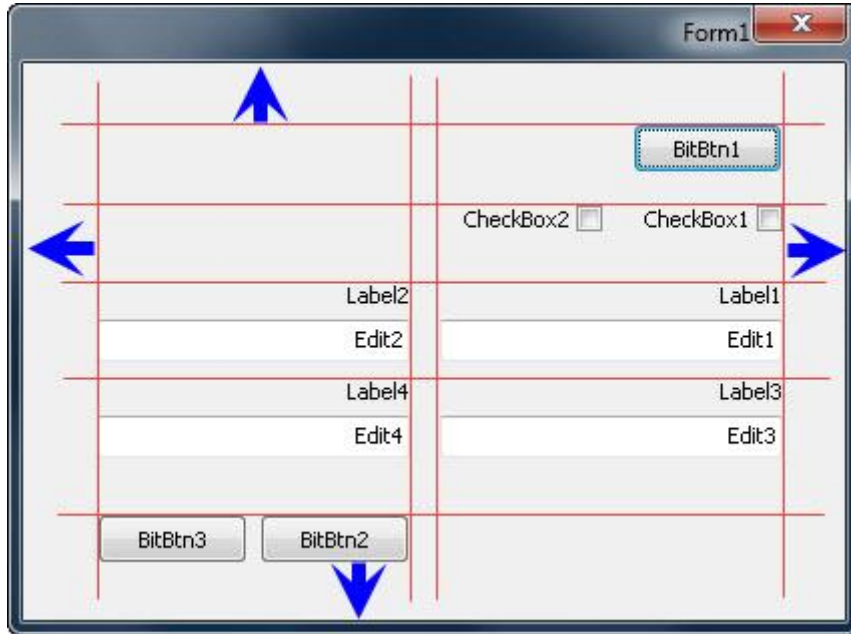 Form1
BitBtn1
CheckBox2 CheckBox1
Label2 Label1
Edit2 Edit1
Label4 Label3
Edit4 Edit3
BitBtn3 BitBtn2